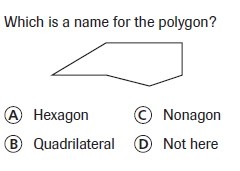 Which is a name for the polygon?
Ⓐ Hexagon
Ⓒ Nonagon
Ⓑ Quadrilateral
Ⓓ Not here